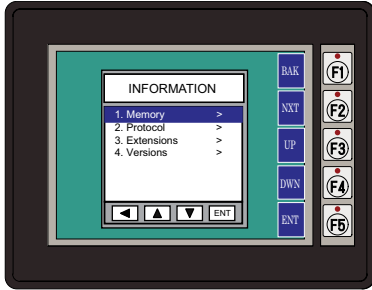 INFORMATION
1. Memory >
2. Protocol >
3. Extensions >
4. Versions >
ENT
BAK
NXT
UP
DWN
ENT
F1
F2
F3
F4
F5